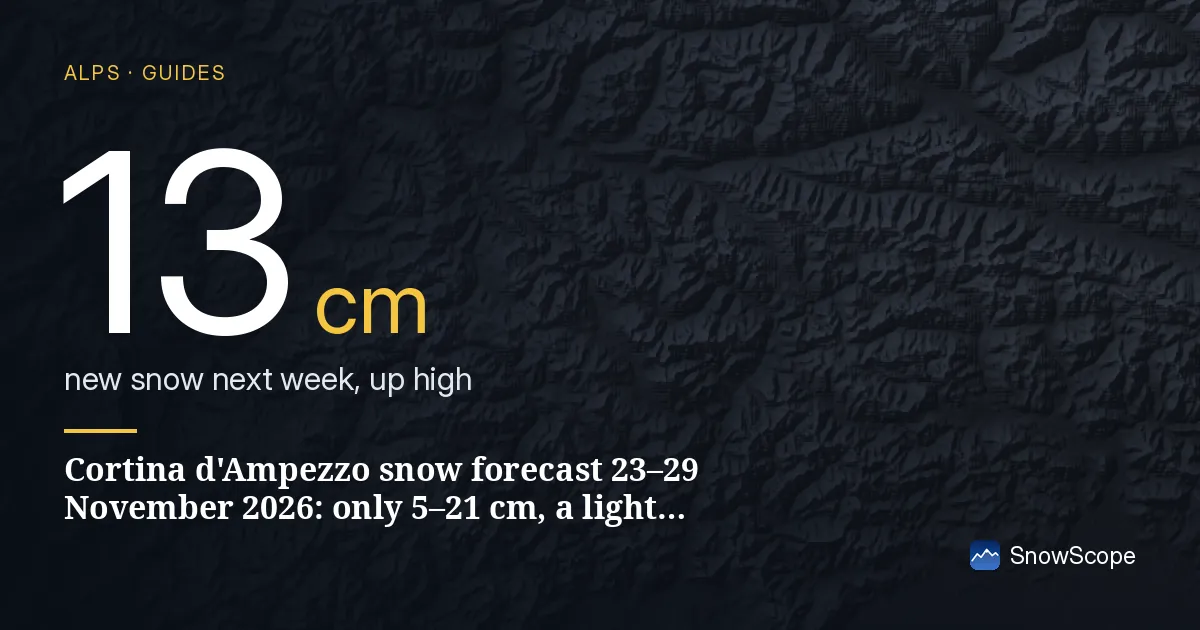 ALPS · GUIDES
13 cm
new snow next week, up high
Cortina d'Ampezzo snow forecast 23–29
November 2026: only 5–21 cm, a light...
SnowScope